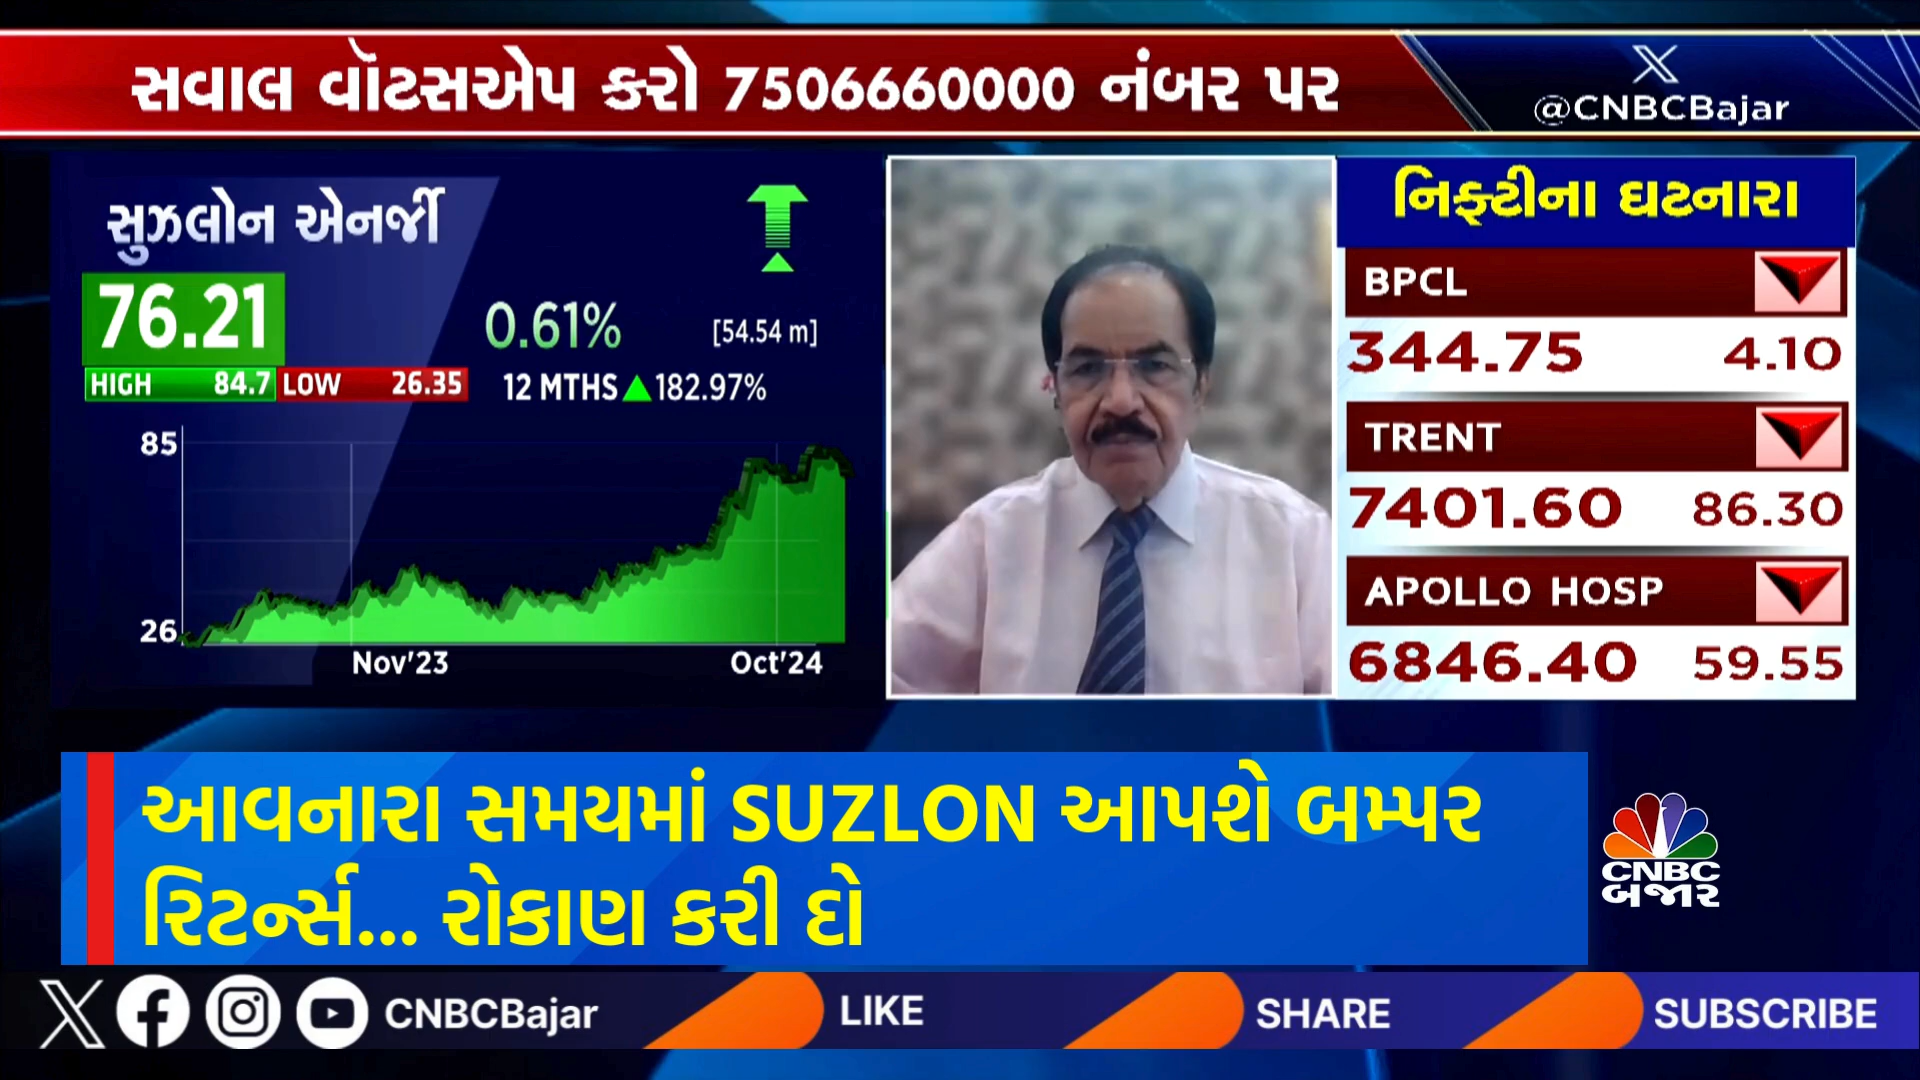 સવાલ વૉટસએપ કરો 7506660000 નંબર પર
@CNBCBajar
સુઝલોન એનર્જી
76.21
0.61%
[54.54 m]
HIGH 84.7 LOW 26.35
12 MTHS 182.97%
85
26
Nov'23
Oct'24
નિફ્ટીના ઘટનારા
BPCL
344.75 4.10
TRENT
7401.60 86.30
APOLLO HOSP
6846.40 59.55
આવનારા સમયમાં SUZLON આપશે બમ્પર
રિટર્ન્સ... રોકાણ કરી દો
CNBC
બજાર
CNBCBajar
LIKE
SHARE
SUBSCRIBE